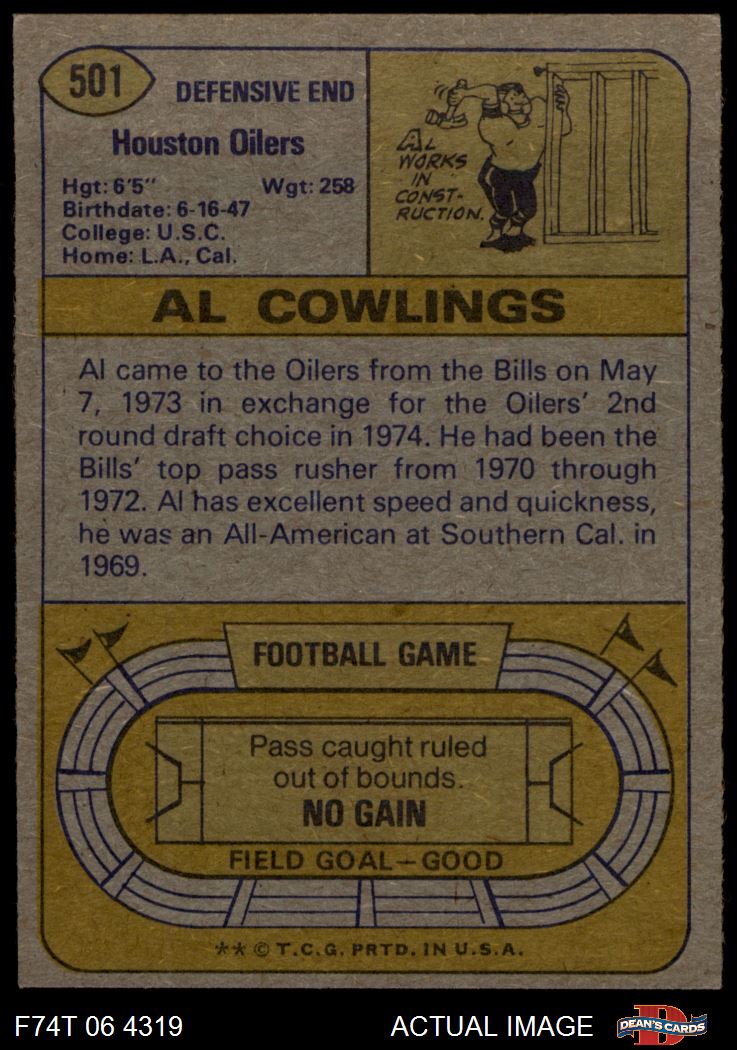 501
DEFENSIVE END
Houston Oilers
Hgt: 6'5" Wgt: 258
Birthdate: 6-16-47
College: U.S.C.
Home: L.A., Cal.
AL
WORKS
IN
CONST-
RUCTION.
AL COWLINGS
Al came to the Oilers from the Bills on May
7, 1973 in exchange for the Oilers' 2nd
round draft choice in 1974. He had been the
Bills' top pass rusher from 1970 through
1972. Al has excellent speed and quickness,
he was an All-American at Southern Cal. in
1969.
FOOTBALL GAME
Pass caught ruled
out of bounds.
NO GAIN
FIELD GOAL—GOOD
** © T.C.G. PRTD. IN U.S.A.
F74T 06 4319 ACTUAL IMAGE
D
DEAN'S CARDS